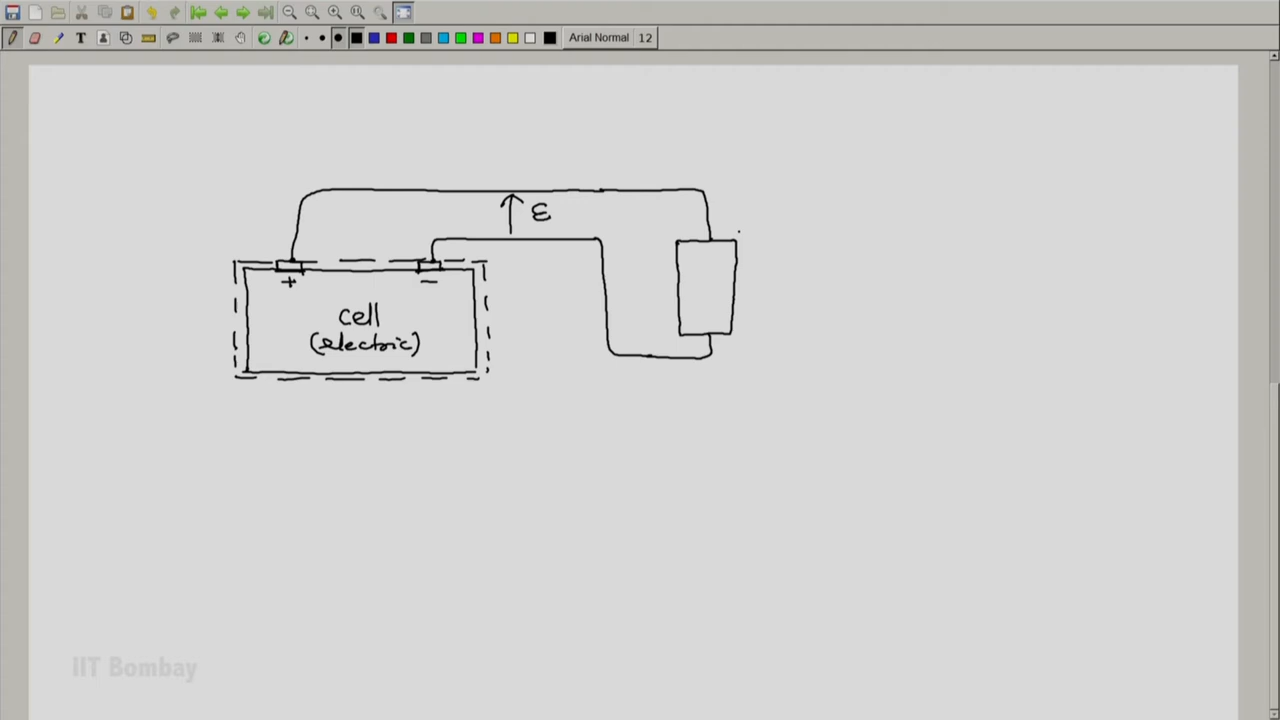 T
Arial Normal 12
ε
+ −
cell
(electric)
IIT Bombay